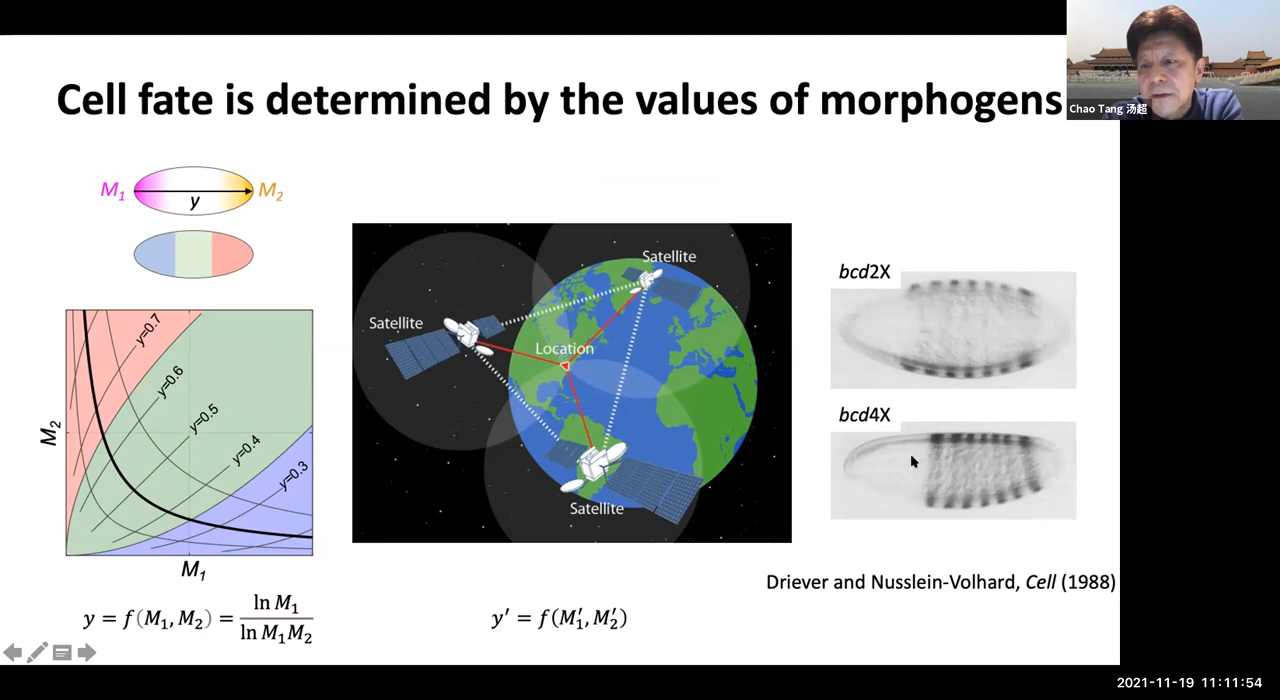 Cell fate is determined by the values of morphogens
Chao Tang 汤超
M₁
y
M₂
Satellite
Satellite
Location
Satellite
y=0.7
y=0.6
y=0.5
y=0.4
y=0.3
M₂
M₁
bcd2X
bcd4X
Driever and Nusslein-Volhard, Cell (1988)
y = f(M₁, M₂) = ln M₁ / ln M₁M₂
y′ = f(M₁′, M₂′)
2021-11-19 11:11:54